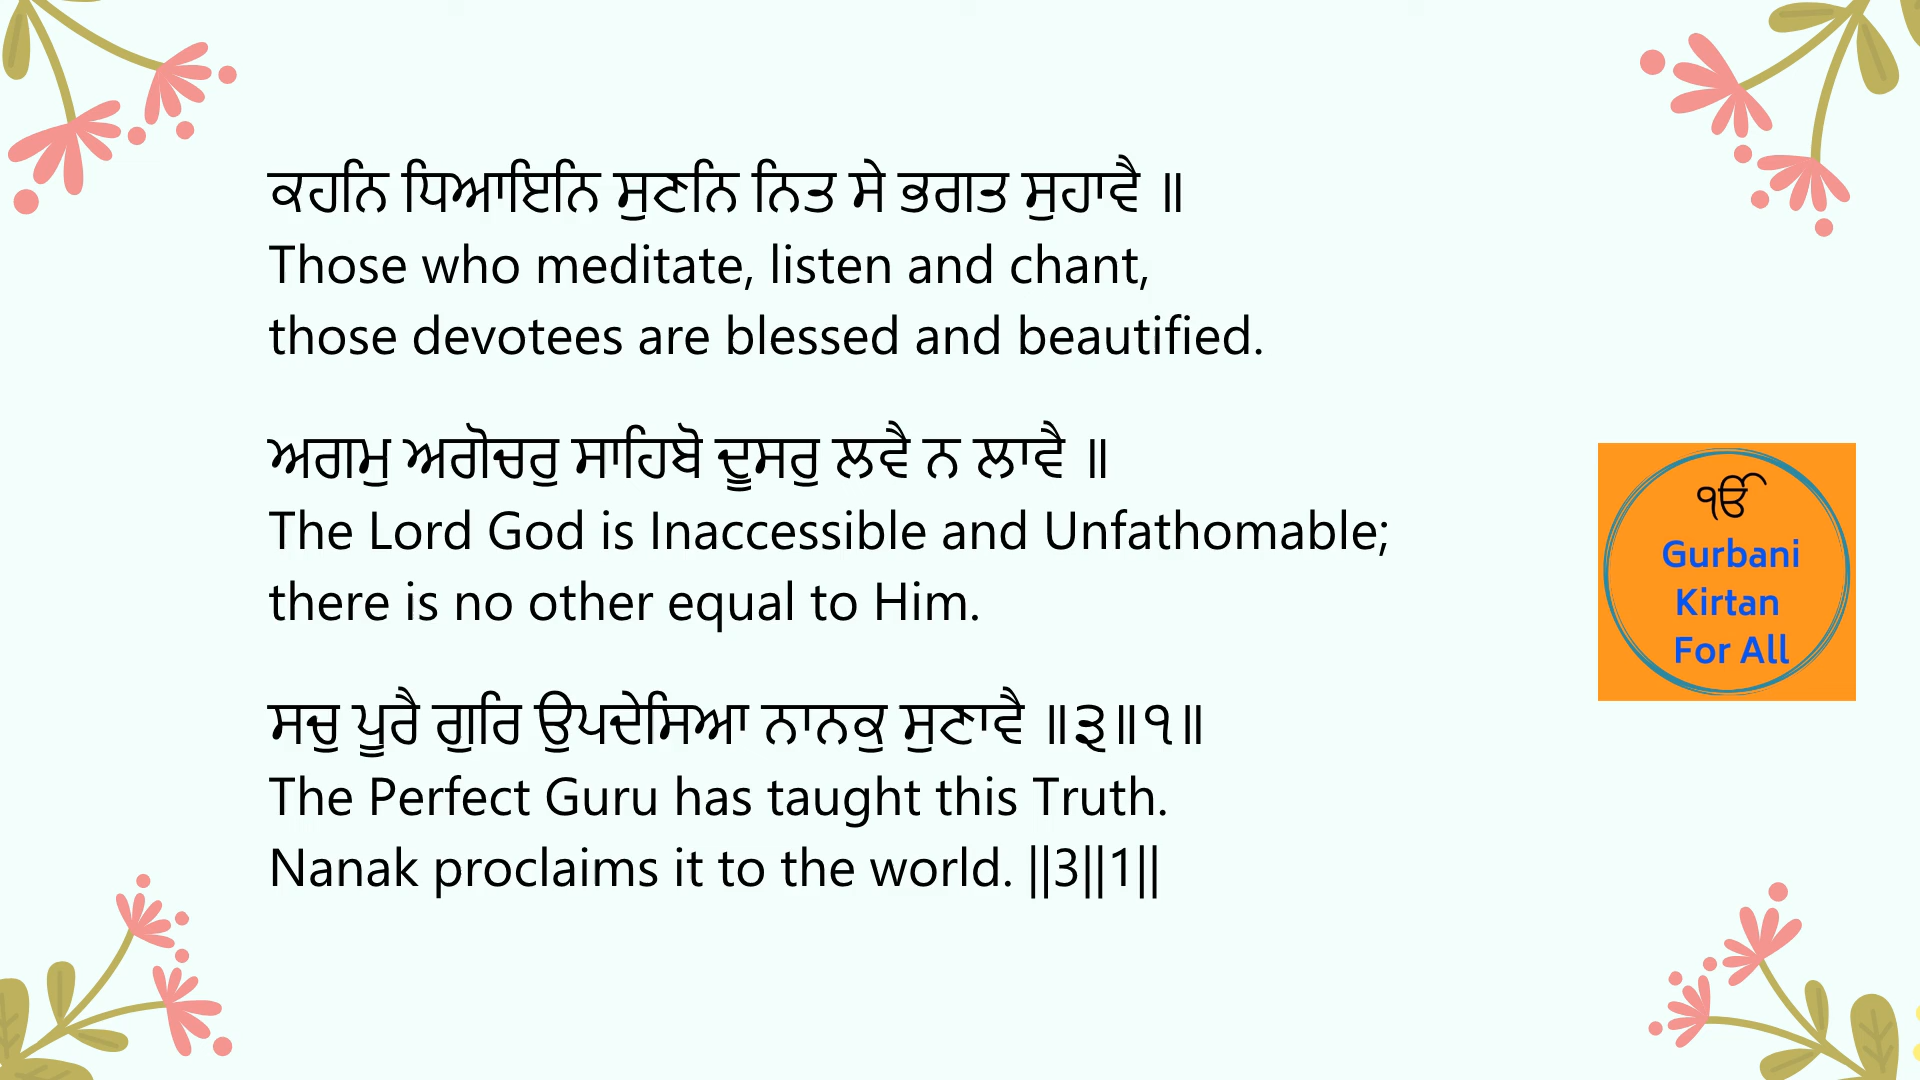 ਕਹਨਿ ਧਿਆਇਨਿ ਸੁਣਨਿ ਨਿਤ ਸੇ ਭਗਤ ਸੁਹਾਵੈ ॥
Those who meditate, listen and chant,
those devotees are blessed and beautified.
ਅਗਮੁ ਅਗੋਚਰੁ ਸਾਹਿਬੋ ਦੂਸਰੁ ਲਵੈ ਨ ਲਾਵੈ ॥
The Lord God is Inaccessible and Unfathomable;
there is no other equal to Him.
ਸਚੁ ਪੂਰੈ ਗੁਰਿ ਉਪਦੇਸਿਆ ਨਾਨਕੁ ਸੁਣਾਵੈ ॥੩॥੧॥
The Perfect Guru has taught this Truth.
Nanak proclaims it to the world. ||3||1||
ੴ
Gurbani
Kirtan
For All